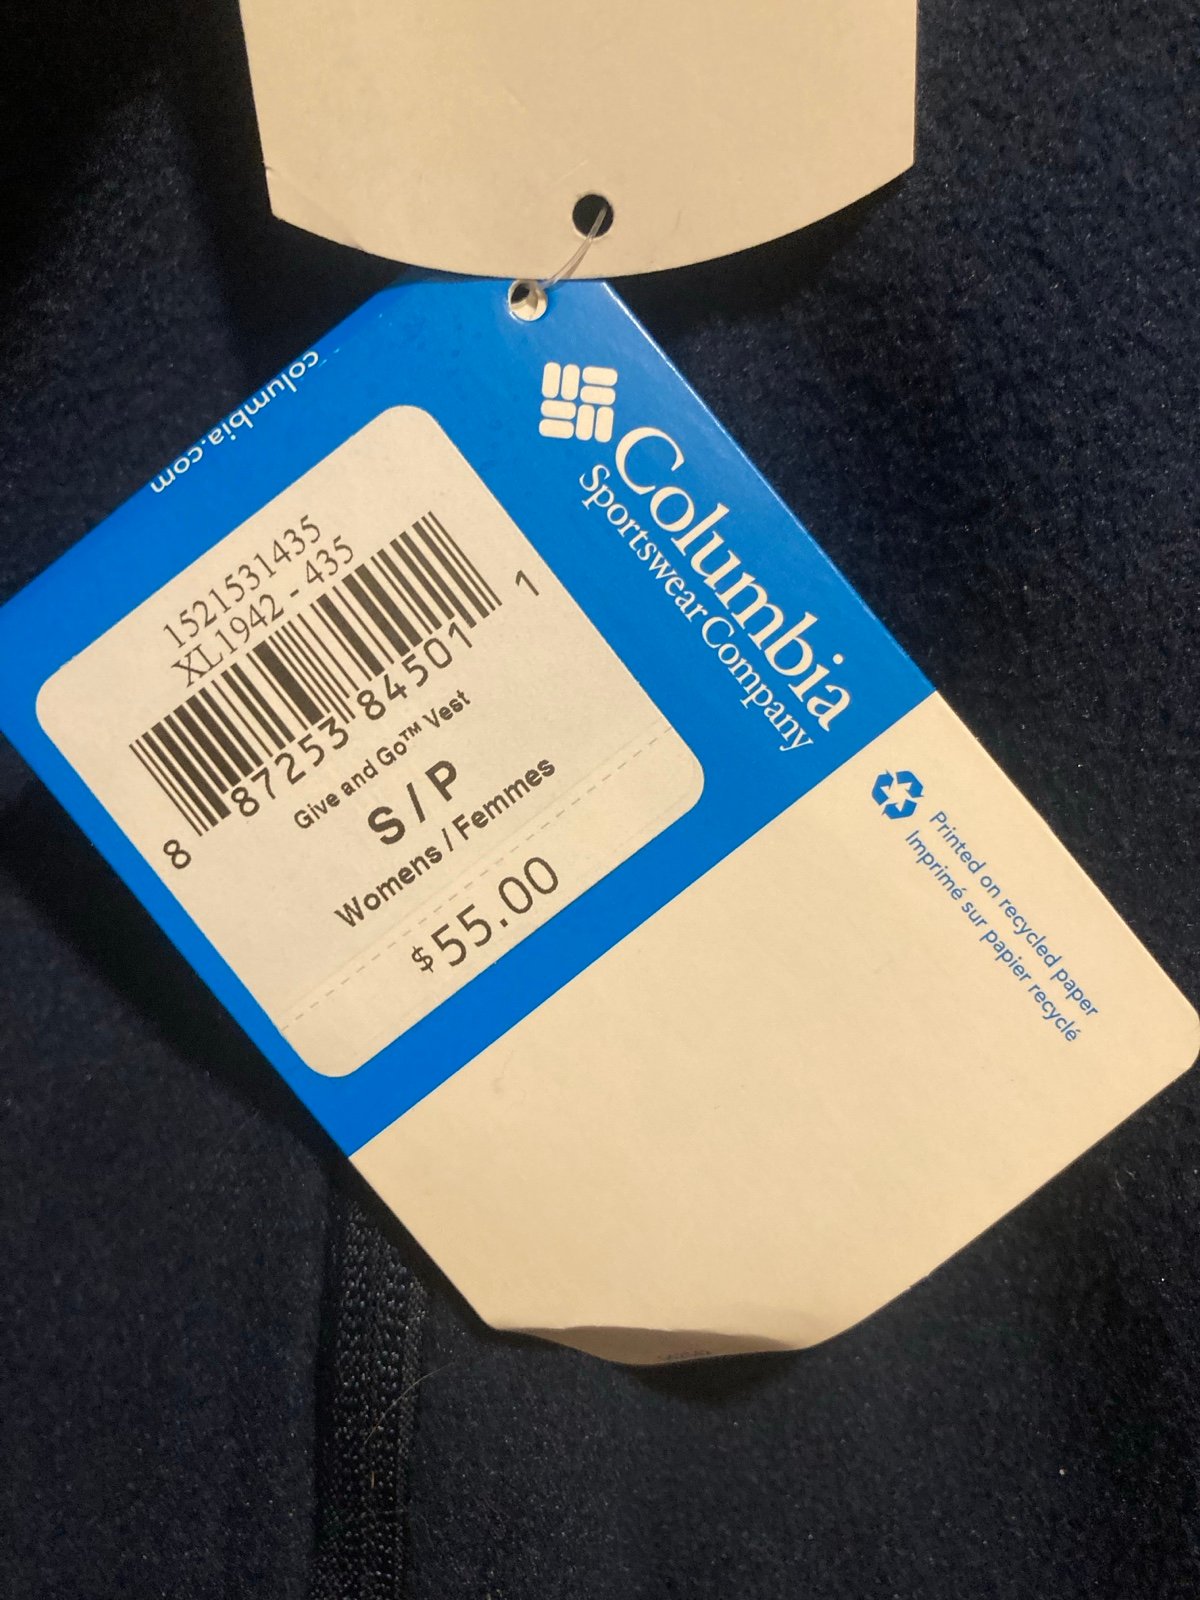 columbia.com
Columbia
Sportswear Company
1521531435
XL1942 - 435
8 87253 84501 1
Give and Go™ Vest
S / P
Womens / Femmes
$55.00
Printed on recycled paper
Imprimé sur papier recyclé